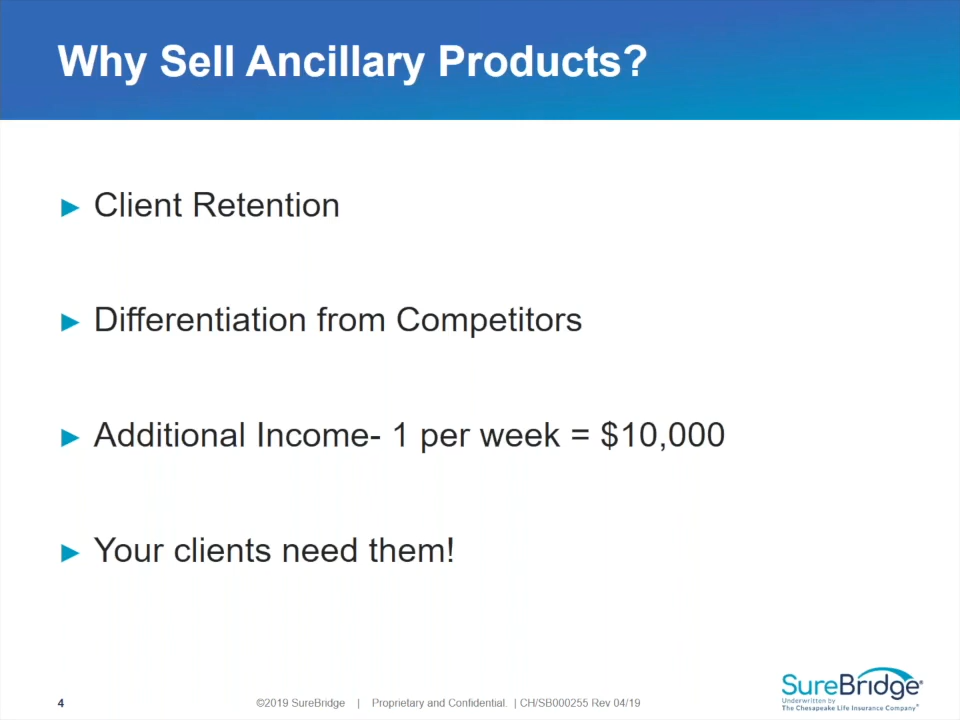 Why Sell Ancillary Products?
► Client Retention
► Differentiation from Competitors
► Additional Income- 1 per week = $10,000
► Your clients need them!
4
©2019 SureBridge | Proprietary and Confidential. | CH/SB000255 Rev 04/19
SureBridge®
Underwritten by
The Chesapeake Life Insurance Company®